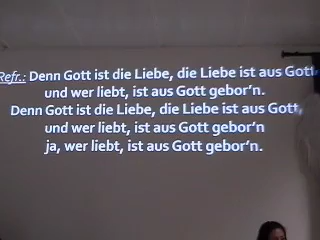 Refr.: Denn Gott ist die Liebe, die Liebe ist aus Gott,
und wer liebt, ist aus Gott gebor'n.
Denn Gott ist die Liebe, die Liebe ist aus Gott,
und wer liebt, ist aus Gott gebor'n
ja, wer liebt, ist aus Gott gebor'n.